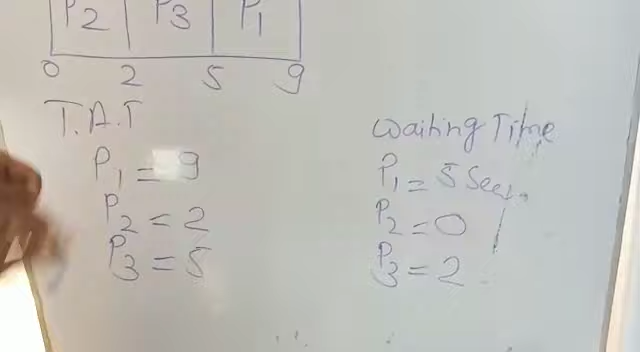 P2 P3 P1
0 2 5 9
T.A.T
P1 = 9
P2 = 2
P3 = 5
Waiting Time
P1 = 5 Sec.
P2 = 0
P3 = 2